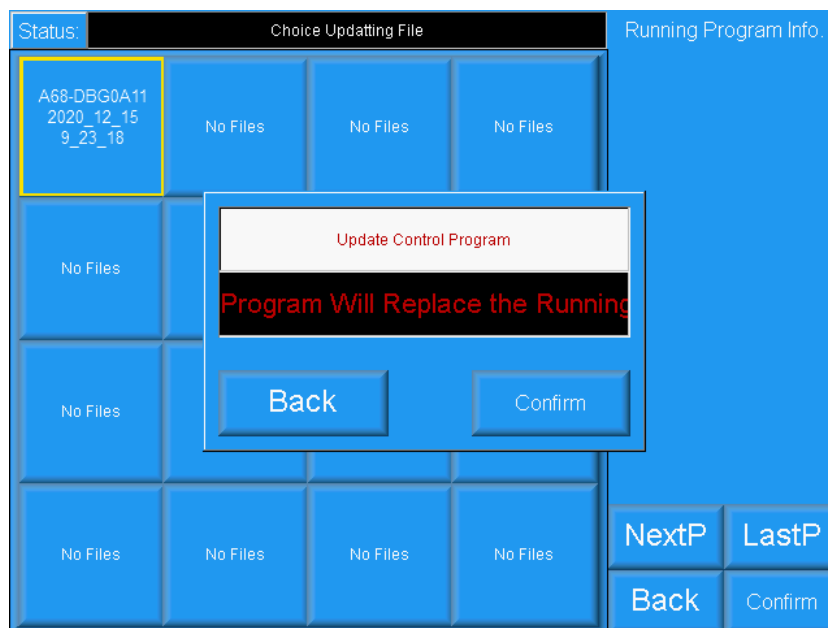 Status:
Choice Updatting File
Running Program Info.
A68-DBG0A11
2020_12_15
9_23_18
No Files
No Files
No Files
No Files
Update Control Program
Program Will Replace the Running
Back
Confirm
No Files
No Files
No Files
No Files
No Files
NextP
LastP
Back
Confirm